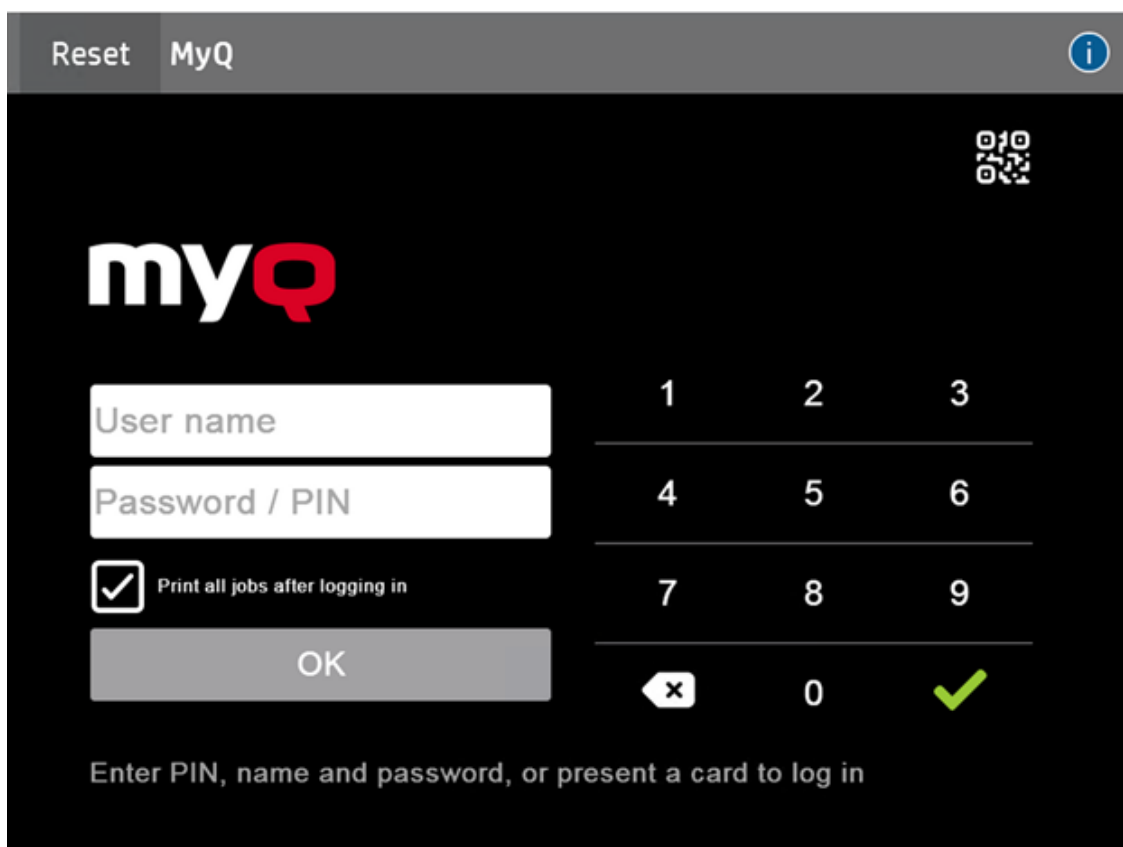 Reset MyQ
myQ
User name
Password / PIN
Print all jobs after logging in
OK
1 2 3
4 5 6
7 8 9
0
Enter PIN, name and password, or present a card to log in